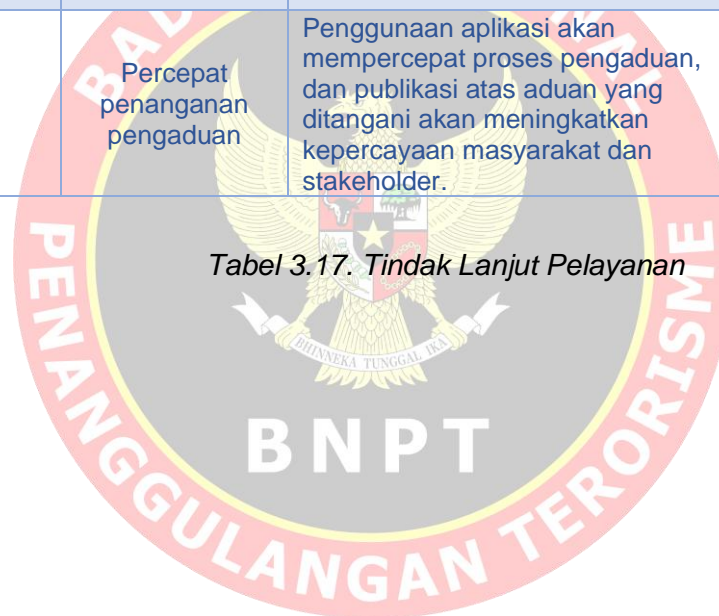 Percepat
penanganan
pengaduan
Penggunaan aplikasi akan
mempercepat proses pengaduan,
dan publikasi atas aduan yang
ditangani akan meningkatkan
kepercayaan masyarakat dan
stakeholder.
Tabel 3.17. Tindak Lanjut Pelayanan
BHINNEKA TUNGGAL IKA
BNPT
PENANGGULANGAN TERORISME